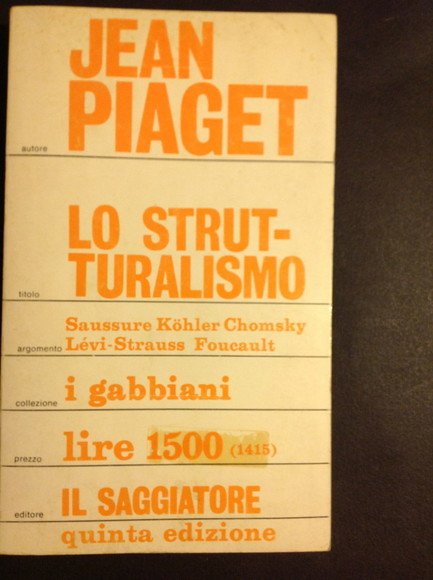 JEAN
autore PIAGET
LO STRUT-
titolo TURALISMO
Saussure Köhler Chomsky
argomento Lévi-Strauss Foucault
collezione i gabbiani
prezzo lire 1500 (1415)
editore IL SAGGIATORE
quinta edizione